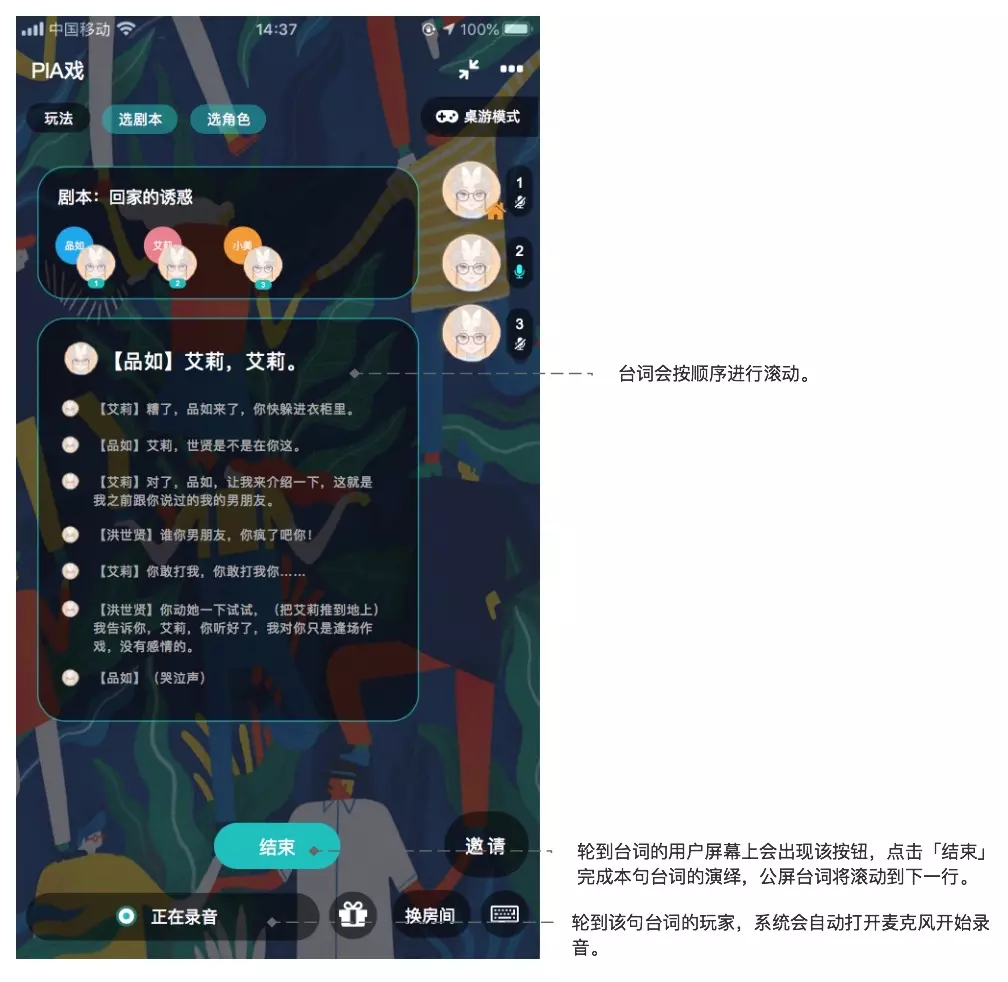 中国移动 14:37 100%
PIA戏
玩法 选剧本 选角色 桌游模式
剧本：回家的诱惑
品如 艾莉 小美
1 2 3
1
2
3
【品如】艾莉，艾莉。
【艾莉】糟了，品如来了，你快躲进衣柜里。
【品如】艾莉，世贤是不是在你这。
【艾莉】对了，品如，让我来介绍一下，这就是
我之前跟你说过的我的男朋友。
【洪世贤】谁你男朋友，你疯了吧你！
【艾莉】你敢打我，你敢打我你……
【洪世贤】你动她一下试试，（把艾莉推到地上）
我告诉你，艾莉，你听好了，我对你只是逢场作
戏，没有感情的。
【品如】（哭泣声）
台词会按顺序进行滚动。
结束 邀请
轮到台词的用户屏幕上会出现该按钮，点击「结束」
完成本句台词的演绎，公屏台词将滚动到下一行。
正在录音 换房间
轮到该句台词的玩家，系统会自动打开麦克风开始录
音。